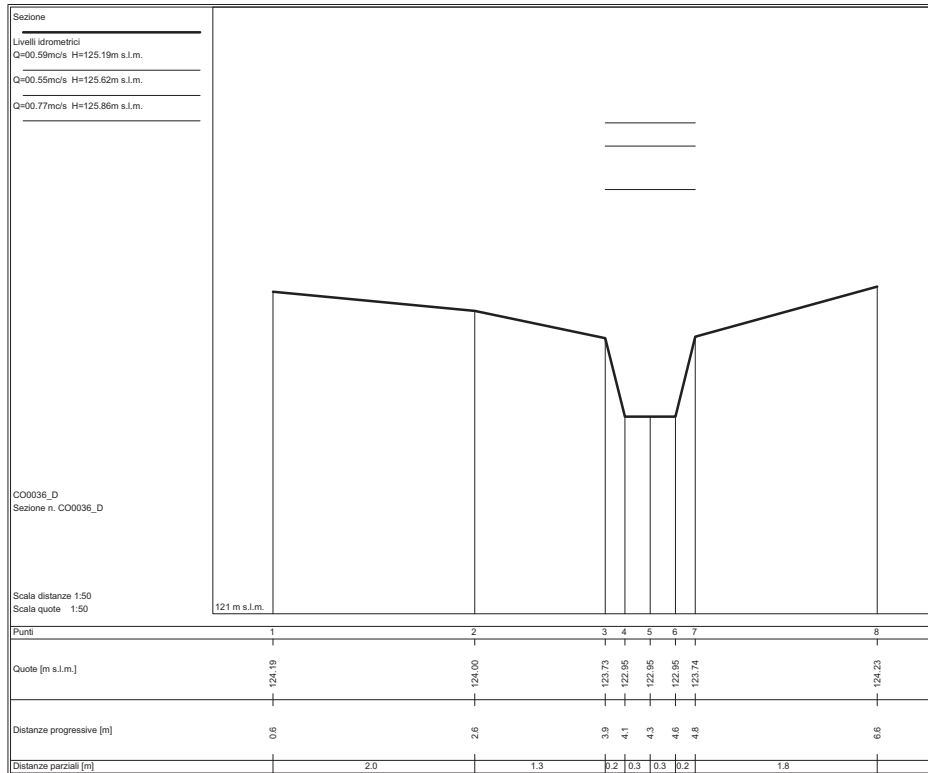 Sezione
Livelli idrometrici
Q=00.59mc/s H=125.19m s.l.m.
Q=00.55mc/s H=125.62m s.l.m.
Q=00.77mc/s H=125.86m s.l.m.
CO0036_D
Sezione n. CO0036_D
Scala distanze 1:50
Scala quote 1:50
121 m s.l.m.
Punti 1 2 3 4 5 6 7 8
Quote [m s.l.m.] 124.19 124.00 123.73 122.95 122.95 122.95 123.74 124.23
Distanze progressive [m] 0.6 2.6 3.9 4.1 4.3 4.6 4.8 6.6
Distanze parziali [m] 2.0 1.3 0.2 0.3 0.3 0.2 1.8